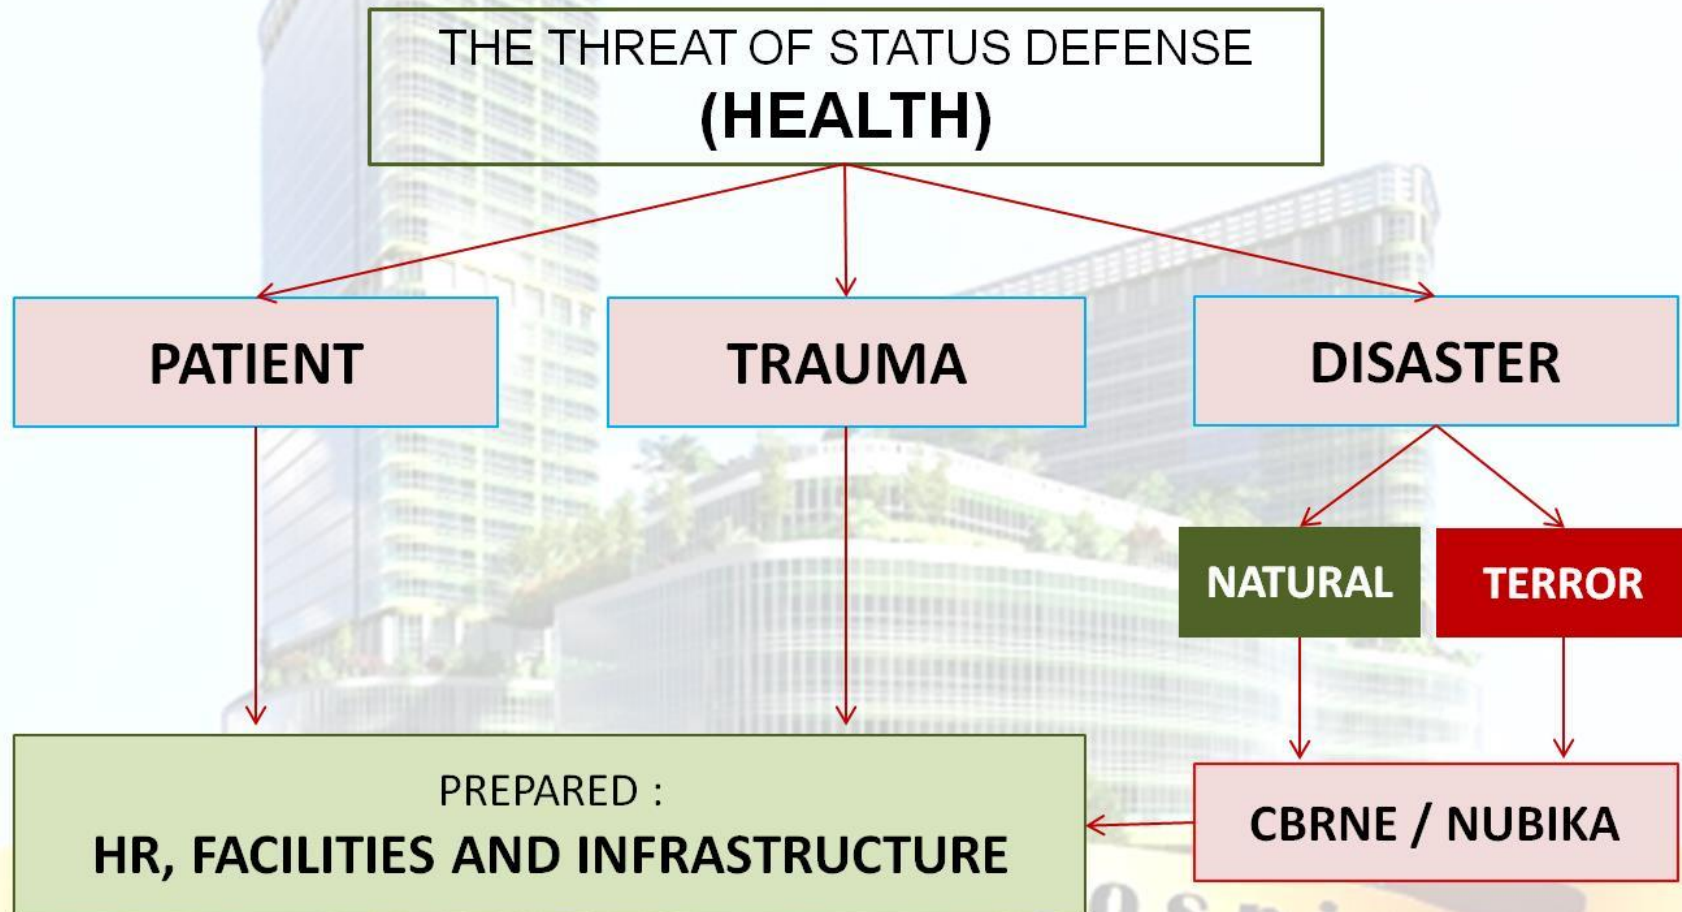 THE THREAT OF STATUS DEFENSE
(HEALTH)
PATIENT
TRAUMA
DISASTER
NATURAL
TERROR
PREPARED :
HR, FACILITIES AND INFRASTRUCTURE
CBRNE / NUBIKA